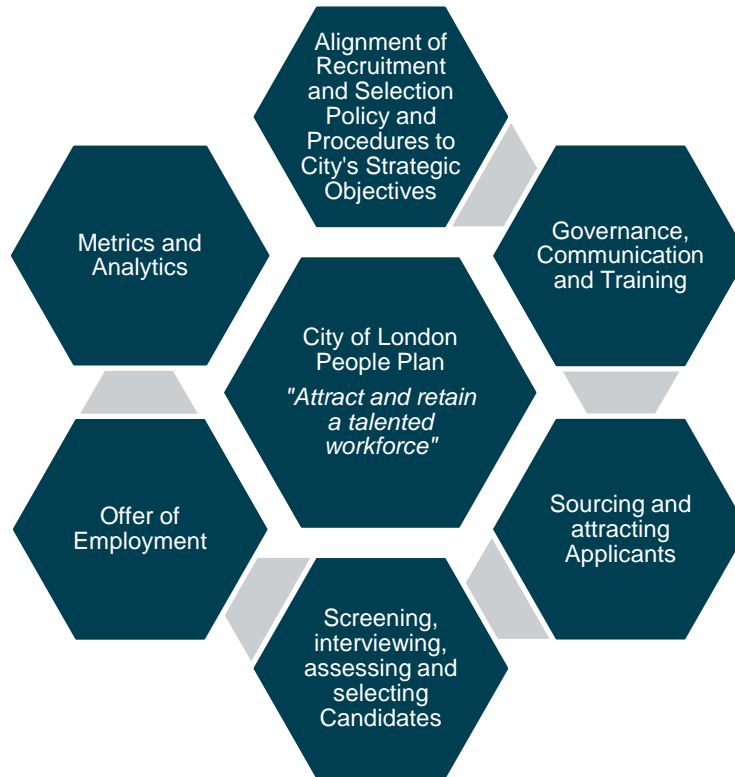 Alignment of
Recruitment
and Selection
Policy and
Procedures to
City's Strategic
Objectives
Governance,
Communication
and Training
Sourcing and
attracting
Applicants
Screening,
interviewing,
assessing and
selecting
Candidates
Offer of
Employment
Metrics and
Analytics
City of London
People Plan
"Attract and retain
a talented
workforce"